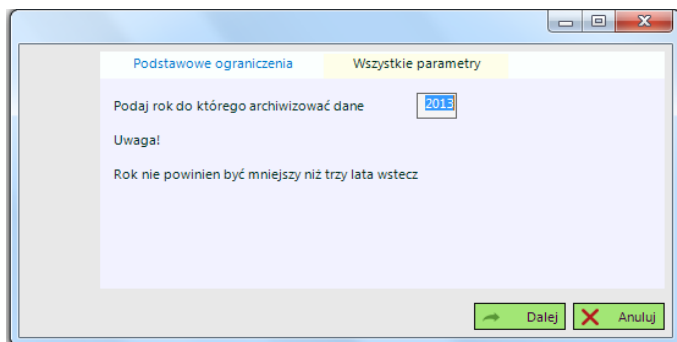 Podstawowe ograniczenia Wszystkie parametry
Podaj rok do którego archiwizować dane 2013
Uwaga!
Rok nie powinien być mniejszy niż trzy lata wstecz
Dalej Anuluj